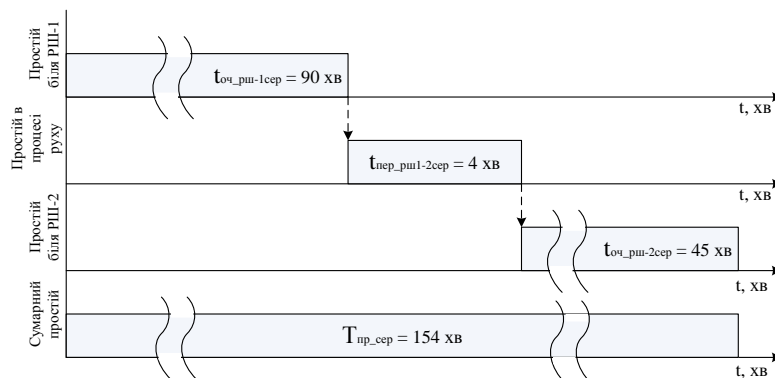 Простій
біля РШ-1
tоч_рш-1сер = 90 хв
t, хв
Простій в
процесі
руху
tпер_рш1-2сер = 4 хв
t, хв
Простій
біля РШ-2
tоч_рш-2сер = 45 хв
t, хв
Сумарний
простій
Tпр_сер = 154 хв
t, хв